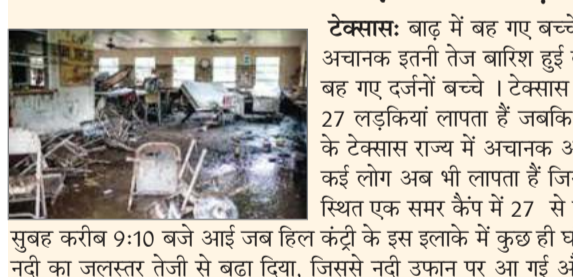 टेक्सासः बाढ़ में बह गए बच्चे
अचानक इतनी तेज बारिश हुई
बह गए दर्जनों बच्चे । टेक्सास
27 लड़कियां लापता हैं जबकि
के टेक्सास राज्य में अचानक
कई लोग अब भी लापता हैं
स्थित एक समर कैंप में 27 से
सुबह करीब 9:10 बजे आई जब हिल कंट्री के इस इलाके में कुछ ही
नदी का जलस्तर तेजी से बढा दिया, जिससे नदी उफान पर आ गई